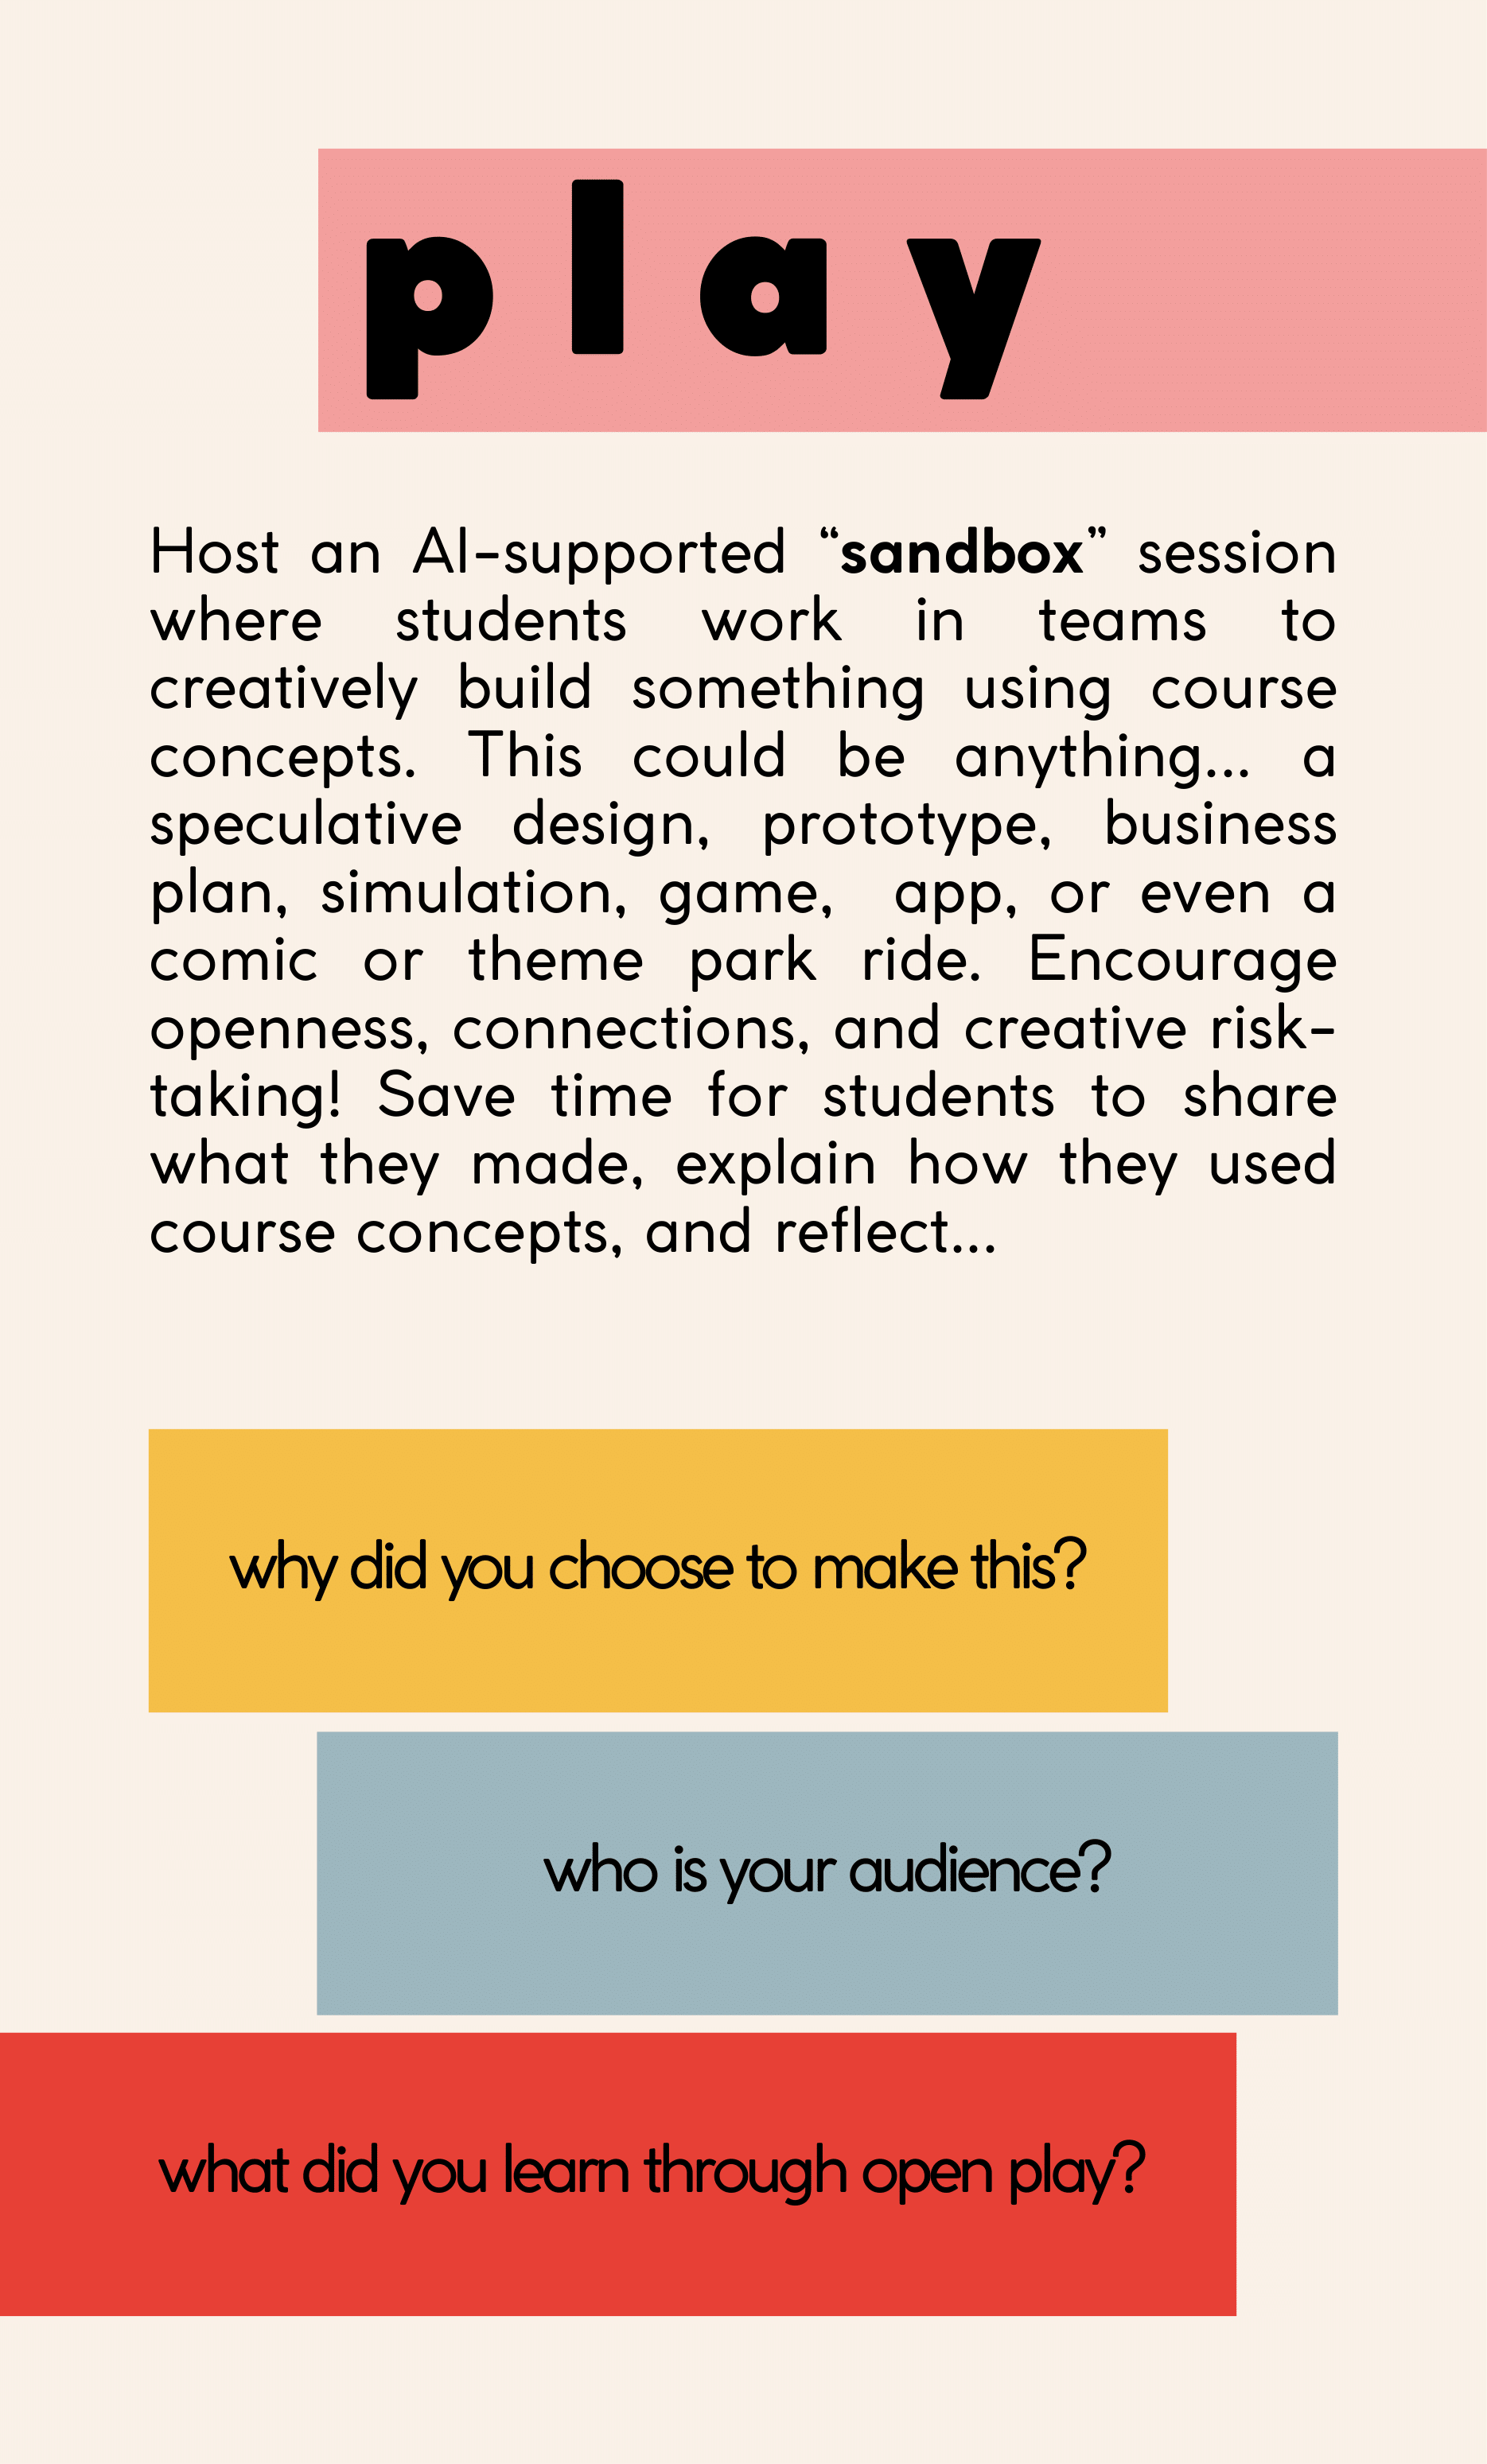 play
Host an AI-supported “sandbox” session
where students work in teams to
creatively build something using course
concepts. This could be anything... a
speculative design, prototype, business
plan, simulation, game, app, or even a
comic or theme park ride. Encourage
openness, connections, and creative risk-
taking! Save time for students to share
what they made, explain how they used
course concepts, and reflect...
why did you choose to make this?
who is your audience?
what did you learn through open play?